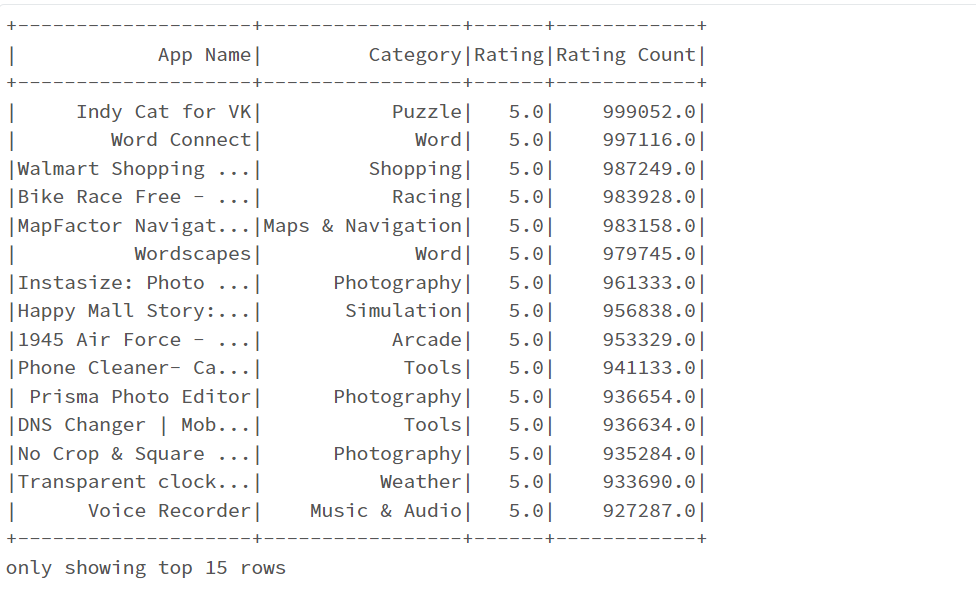 +--------------------+-----------------+------+------------+
|            App Name|         Category|Rating|Rating Count|
+--------------------+-----------------+------+------------+
|      Indy Cat for VK|           Puzzle|   5.0|    999052.0|
|        Word Connect|             Word|   5.0|    997116.0|
|Walmart Shopping ...|         Shopping|   5.0|    987249.0|
|Bike Race Free - ...|           Racing|   5.0|    983928.0|
|MapFactor Navigat...|Maps & Navigation|   5.0|    983158.0|
|          Wordscapes|             Word|   5.0|    979745.0|
|Instasize: Photo ...|      Photography|   5.0|    961333.0|
|Happy Mall Story:...|       Simulation|   5.0|    956838.0|
|1945 Air Force - ...|           Arcade|   5.0|    953329.0|
|Phone Cleaner- Ca...|            Tools|   5.0|    941133.0|
| Prisma Photo Editor|      Photography|   5.0|    936654.0|
|DNS Changer | Mob...|            Tools|   5.0|    936634.0|
|No Crop & Square ...|      Photography|   5.0|    935284.0|
|Transparent clock...|          Weather|   5.0|    933690.0|
|      Voice Recorder|    Music & Audio|   5.0|    927287.0|
+--------------------+-----------------+------+------------+
only showing top 15 rows